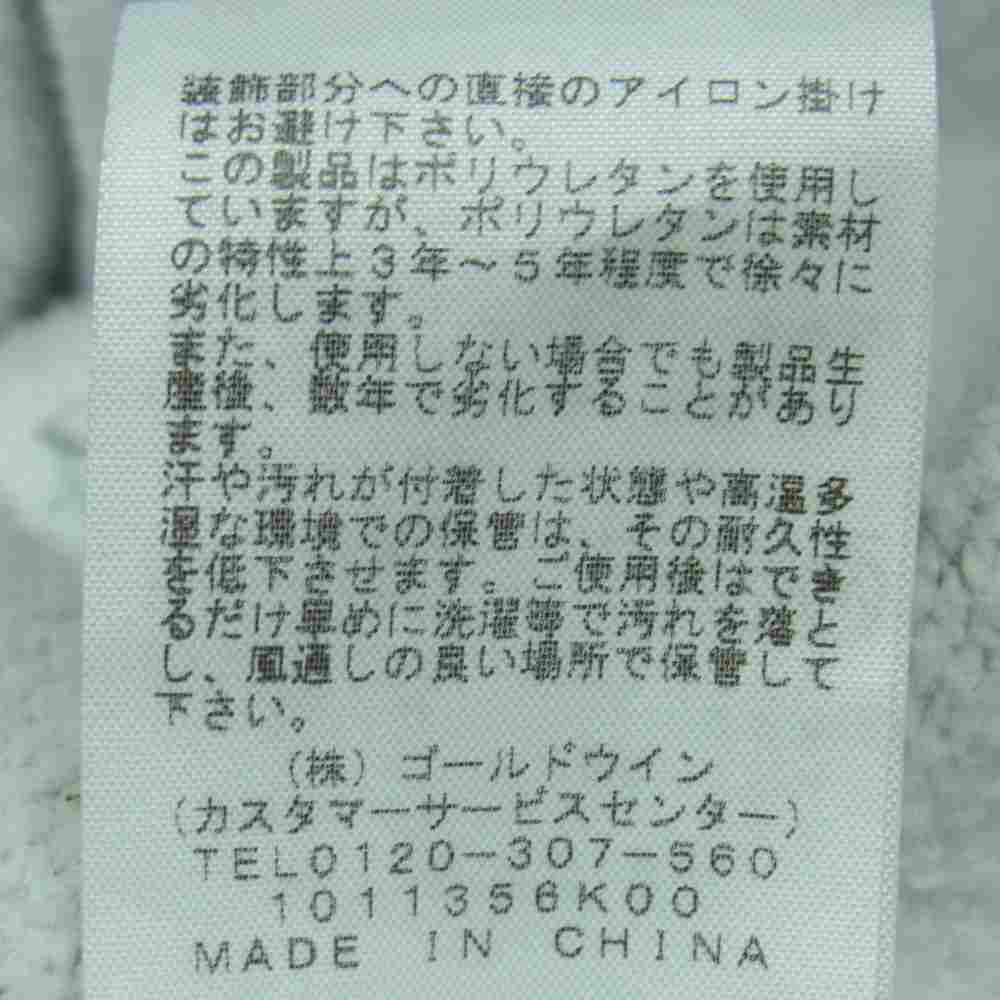 装飾部分への直接のアイロン掛け
はお避け下さい。
この製品はポリウレタンを使用し
ていますが、ポリウレタンは素材
の特性上3年～5年程度で徐々に
劣化します。
また、使用しない場合でも製品生
産後、数年で劣化することがあり
ます。
汗や汚れが付着した状態や高温多
湿な環境での保管は、その耐久性
を低下させます。ご使用後はでき
るだけ早めに洗濯等で汚れを落と
し、風通しの良い場所で保管して
下さい。
(株)ゴールドウイン
(カスタマーサービスセンター)
TEL0120-307-560
1011356K00
MADE IN CHINA